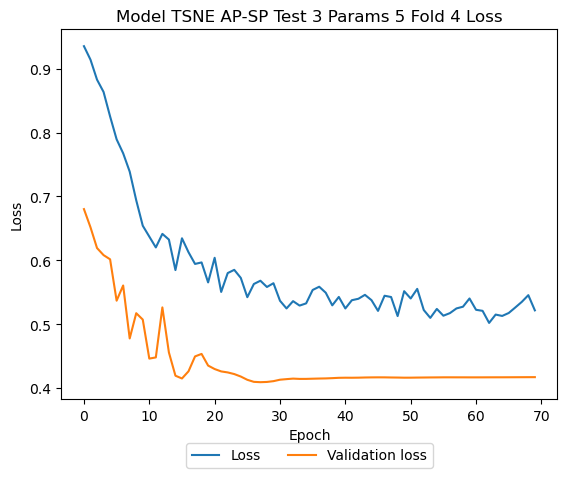 Model TSNE AP-SP Test 3 Params 5 Fold 4 Loss
0.9
0.8
0.7
0.6
0.5
0.4
Loss
0 10 20 30 40 50 60 70
Epoch
Loss Validation loss